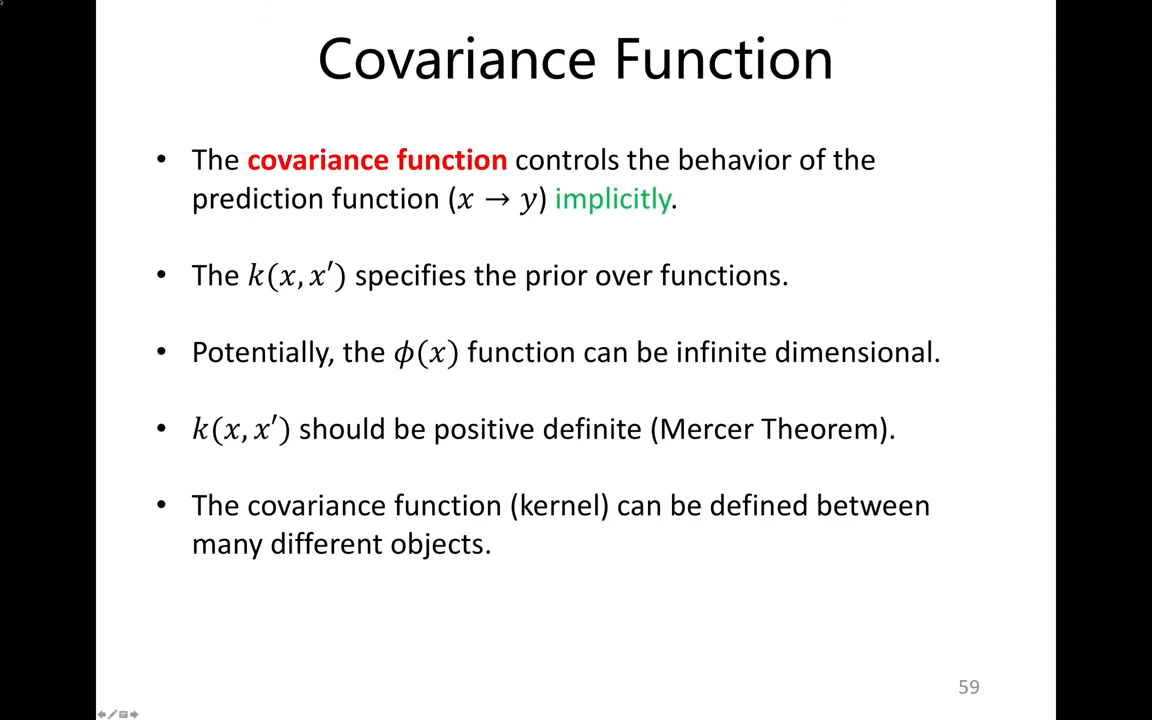 Covariance Function
• The covariance function controls the behavior of the
prediction function (x → y) implicitly.
• The k(x, x′) specifies the prior over functions.
• Potentially, the ϕ(x) function can be infinite dimensional.
• k(x, x′) should be positive definite (Mercer Theorem).
• The covariance function (kernel) can be defined between
many different objects.
59